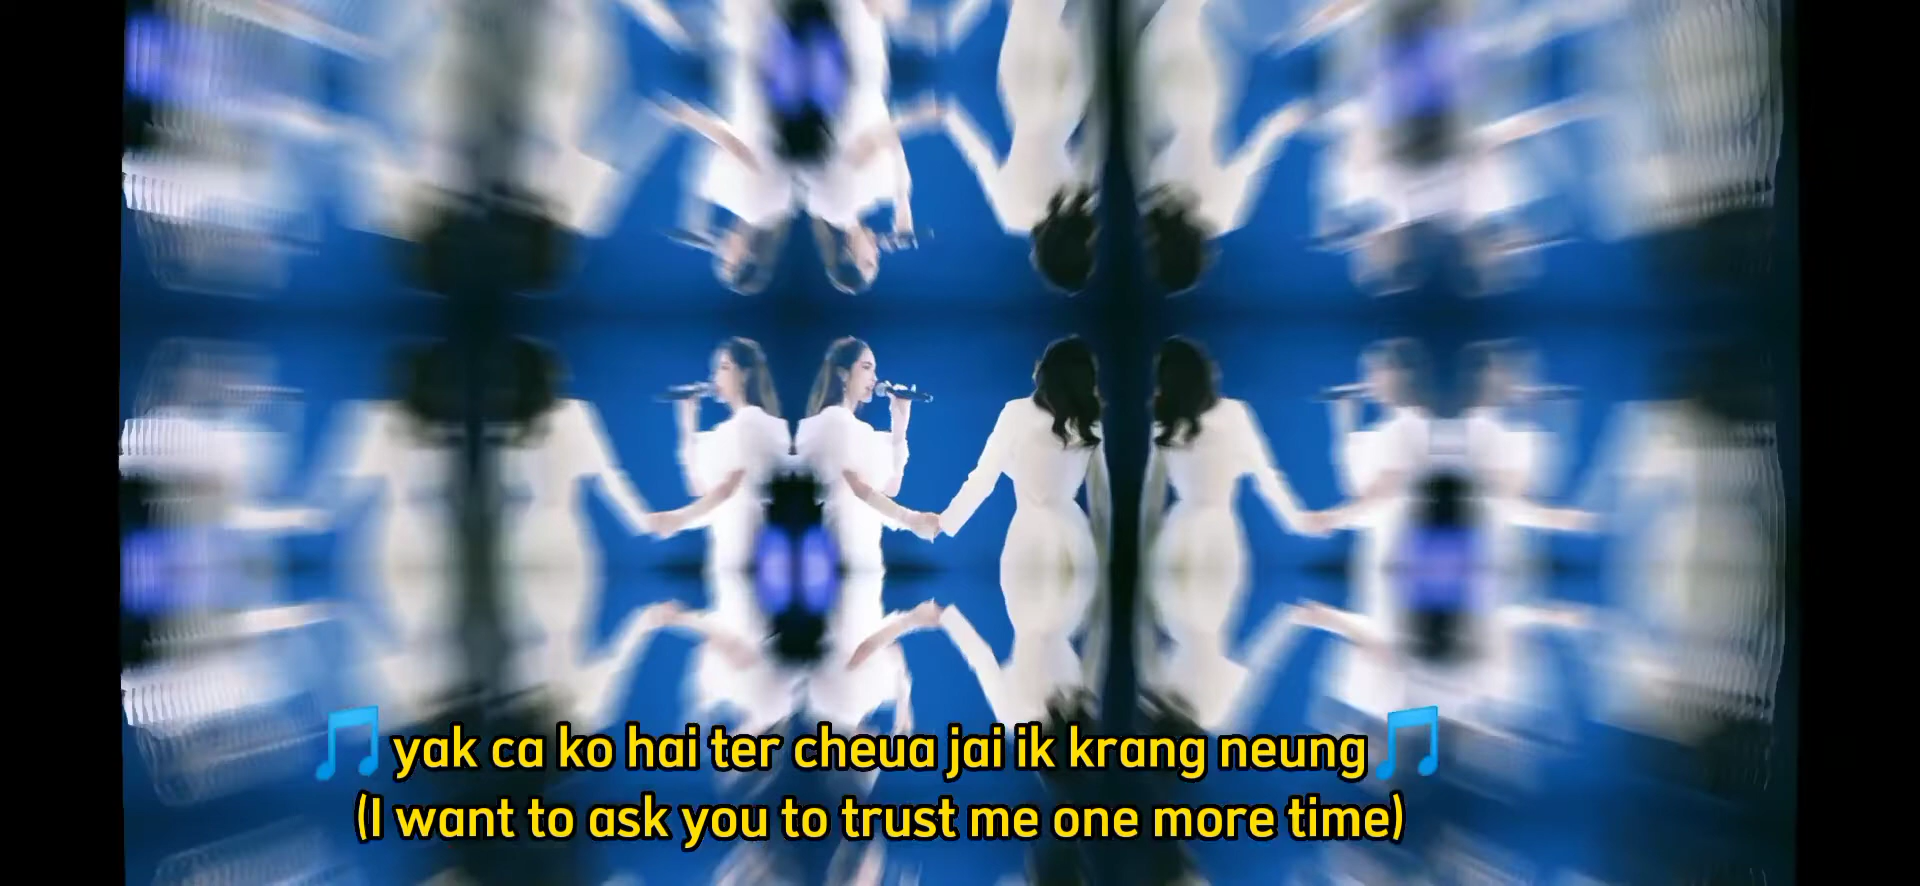 🎵 yak ca ko hai ter cheua jai ik krang neung 🎵
(I want to ask you to trust me one more time)